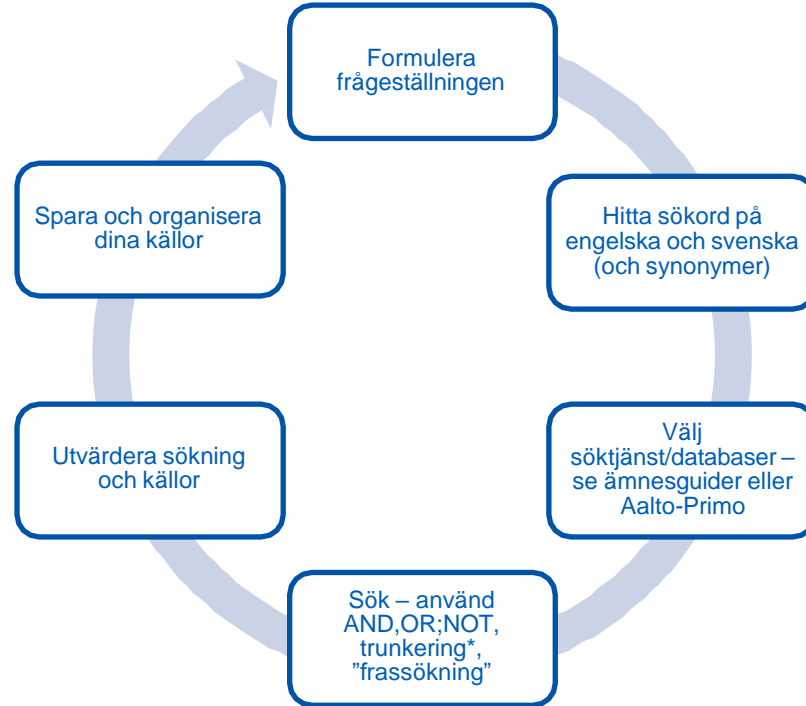 Formulera
frågeställningen
Hitta sökord på
engelska och svenska
(och synonymer)
Välj
söktjänst/databaser –
se ämnesguider eller
Aalto-Primo
Sök – använd
AND,OR;NOT,
trunkering*,
”frassökning”
Utvärdera sökning
och källor
Spara och organisera
dina källor